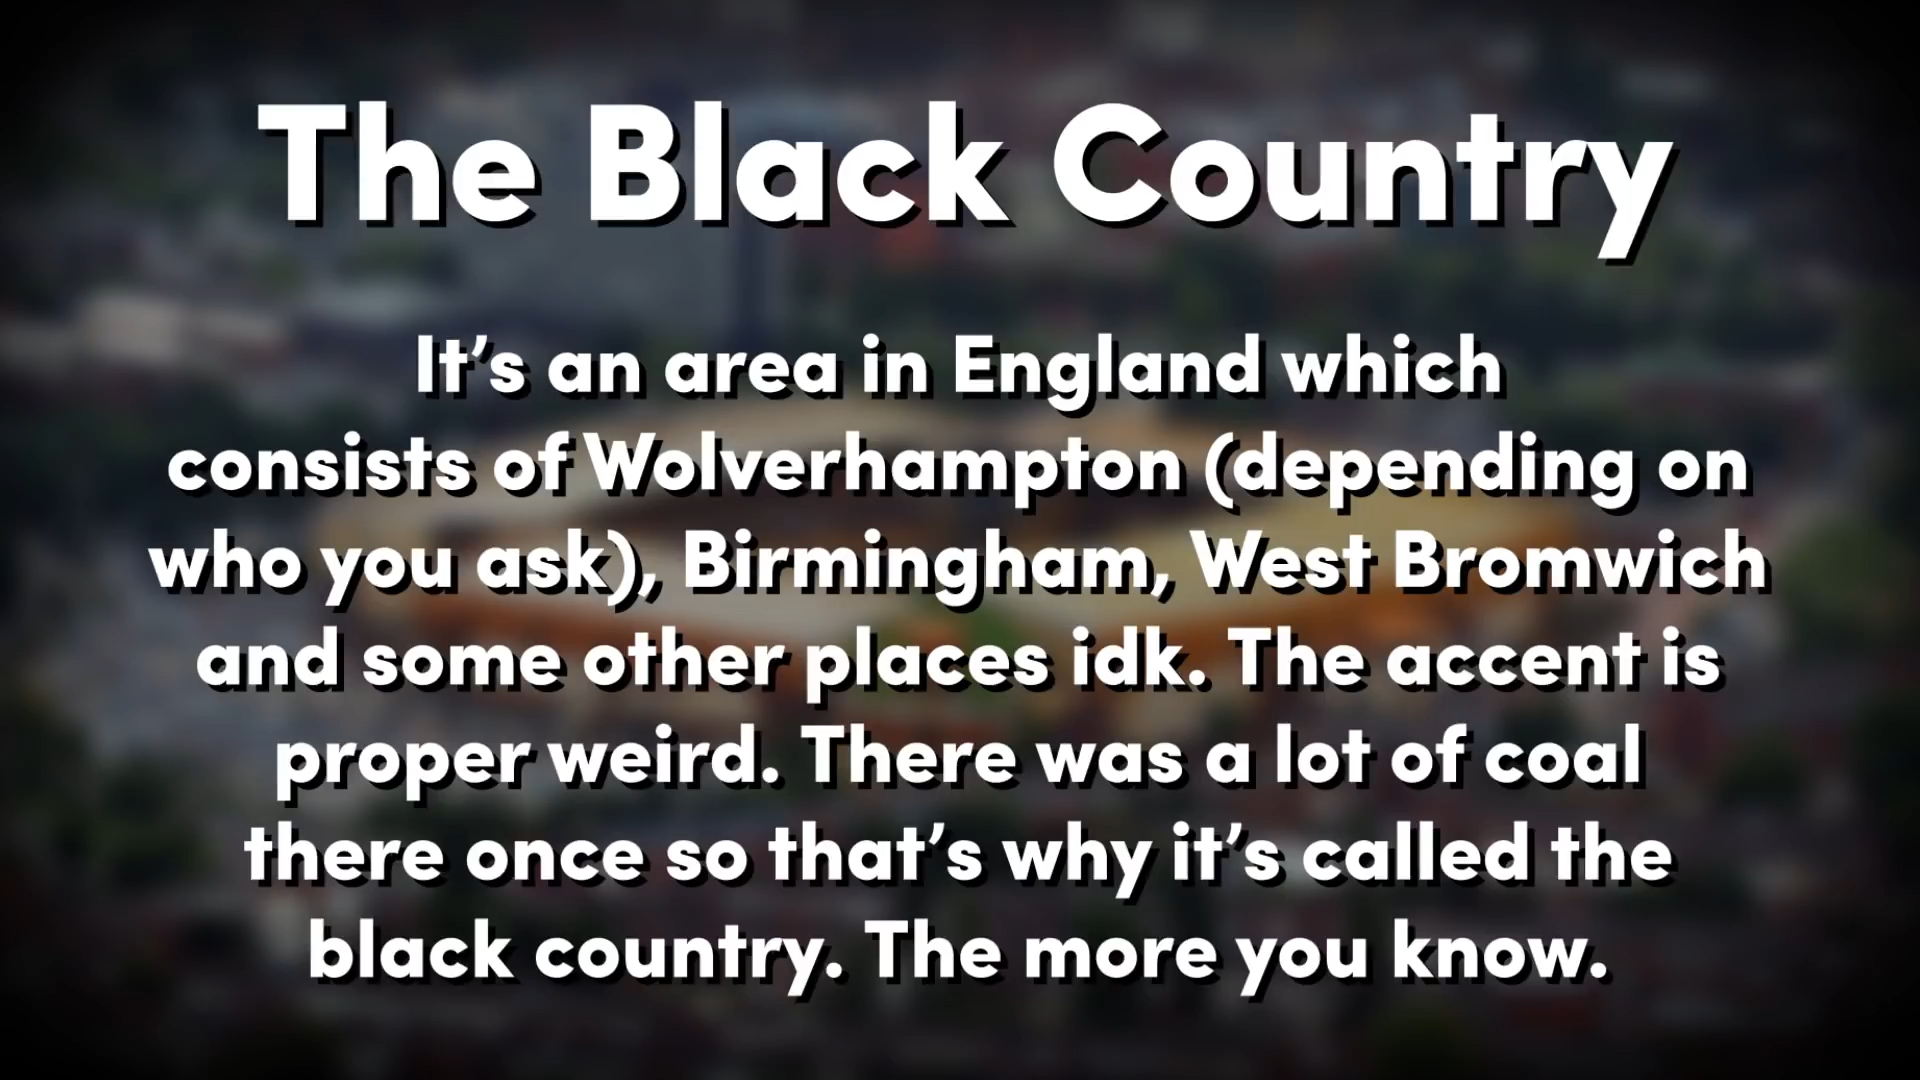 The Black Country
It’s an area in England which
consists of Wolverhampton (depending on
who you ask), Birmingham, West Bromwich
and some other places idk. The accent is
proper weird. There was a lot of coal
there once so that’s why it’s called the
black country. The more you know.